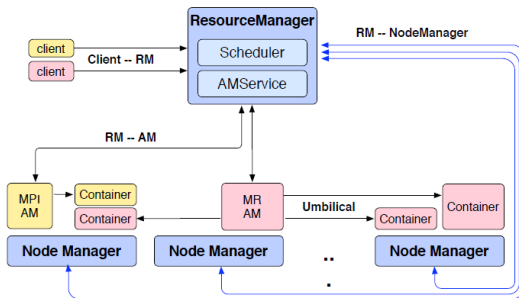 ResourceManager
RM -- NodeManager
client
Scheduler
client
Client -- RM
AMService
RM -- AM
MPI
AM
Container
Container
MR
AM
Umbilical
Container
Container
Node Manager
Node Manager
..
.
Node Manager